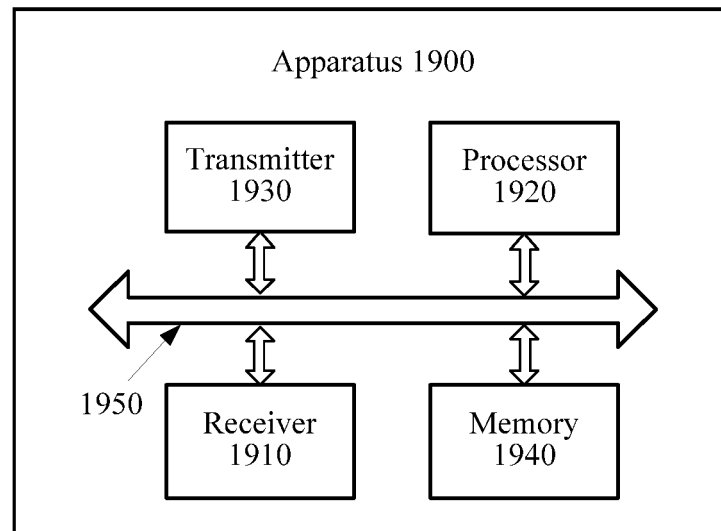 Apparatus 1900
Transmitter
1930
Processor
1920
1950
Receiver
1910
Memory
1940